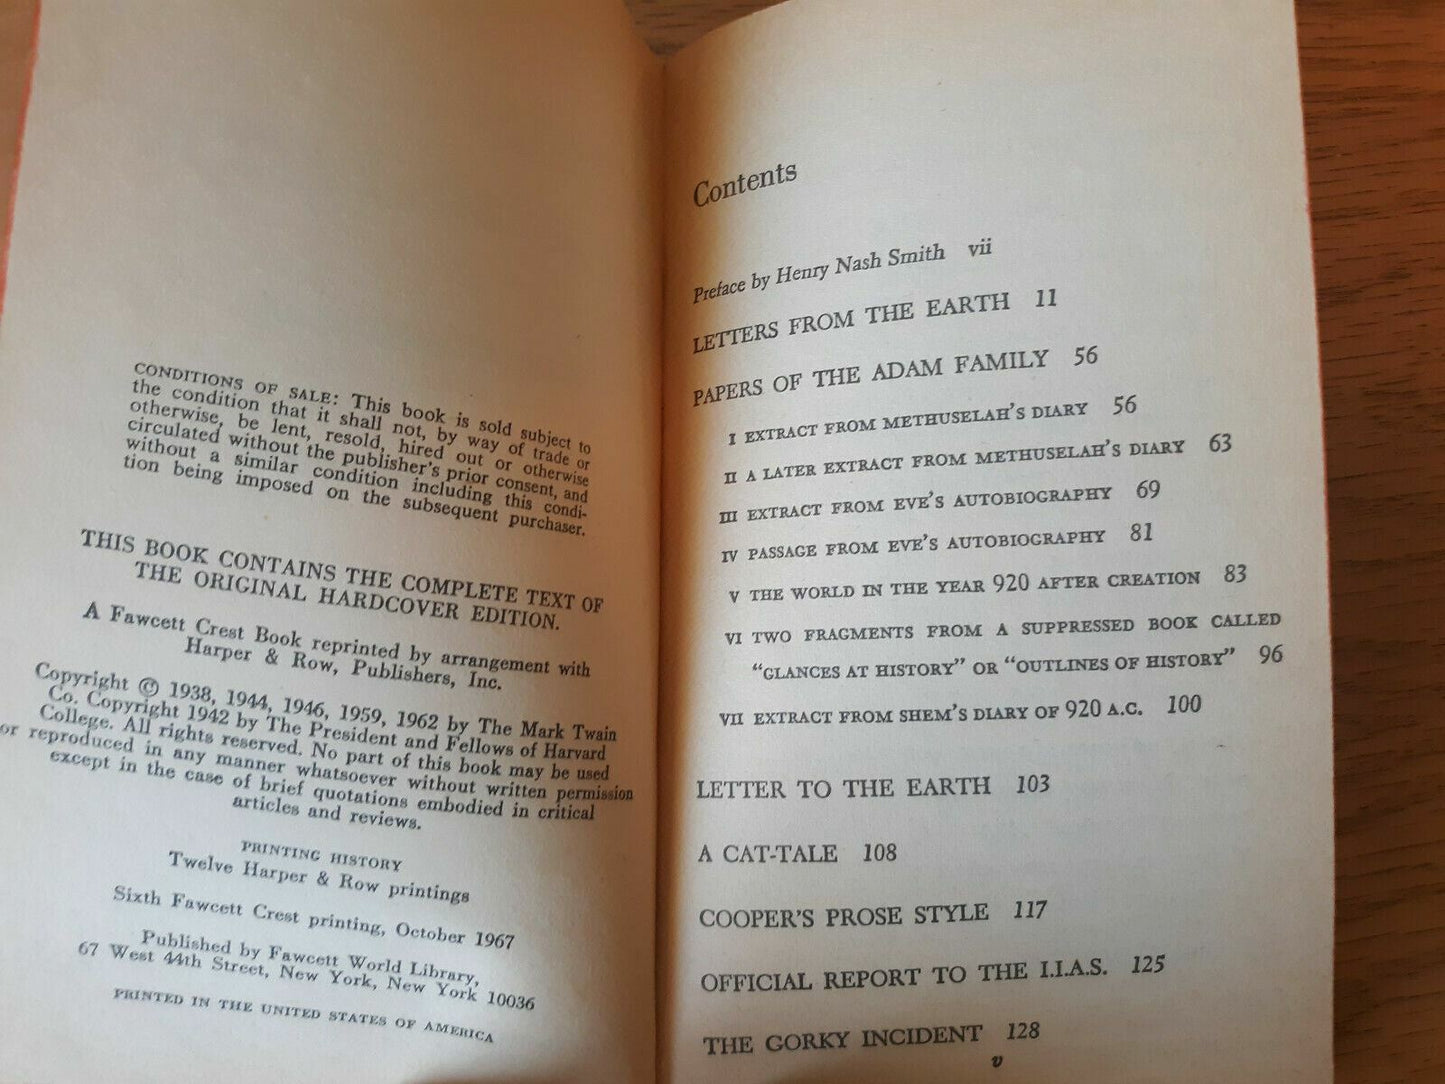 CONDITIONS OF SALE: This book is sold subject to
the condition that it shall not, by way of trade or
otherwise, be lent, resold, hired out or otherwise
circulated without the publisher's prior consent, and
without a similar condition including this condi-
tion being imposed on the subsequent purchaser.
THIS BOOK CONTAINS THE COMPLETE TEXT OF
THE ORIGINAL HARDCOVER EDITION.
A Fawcett Crest Book reprinted by arrangement with
Harper & Row, Publishers, Inc.
Copyright © 1938, 1944, 1946, 1959, 1962 by The Mark Twain
Co. Copyright 1942 by The President and Fellows of Harvard
College. All rights reserved. No part of this book may be used
or reproduced in any manner whatsoever without written permission
except in the case of brief quotations embodied in critical
articles and reviews.
PRINTING HISTORY
Twelve Harper & Row printings
Sixth Fawcett Crest printing, October 1967
Published by Fawcett World Library,
67 West 44th Street, New York, New York 10036
PRINTED IN THE UNITED STATES OF AMERICA
Contents
Preface by Henry Nash Smith vii
LETTERS FROM THE EARTH 11
PAPERS OF THE ADAM FAMILY 56
I EXTRACT FROM METHUSELAH'S DIARY 56
II A LATER EXTRACT FROM METHUSELAH'S DIARY 63
III EXTRACT FROM EVE'S AUTOBIOGRAPHY 69
IV PASSAGE FROM EVE'S AUTOBIOGRAPHY 81
V THE WORLD IN THE YEAR 920 AFTER CREATION 83
VI TWO FRAGMENTS FROM A SUPPRESSED BOOK CALLED
"GLANCES AT HISTORY" OR "OUTLINES OF HISTORY" 96
VII EXTRACT FROM SHEM'S DIARY OF 920 A.C. 100
LETTER TO THE EARTH 103
A CAT-TALE 108
COOPER'S PROSE STYLE 117
OFFICIAL REPORT TO THE I.I.A.S. 125
THE GORKY INCIDENT 128
v